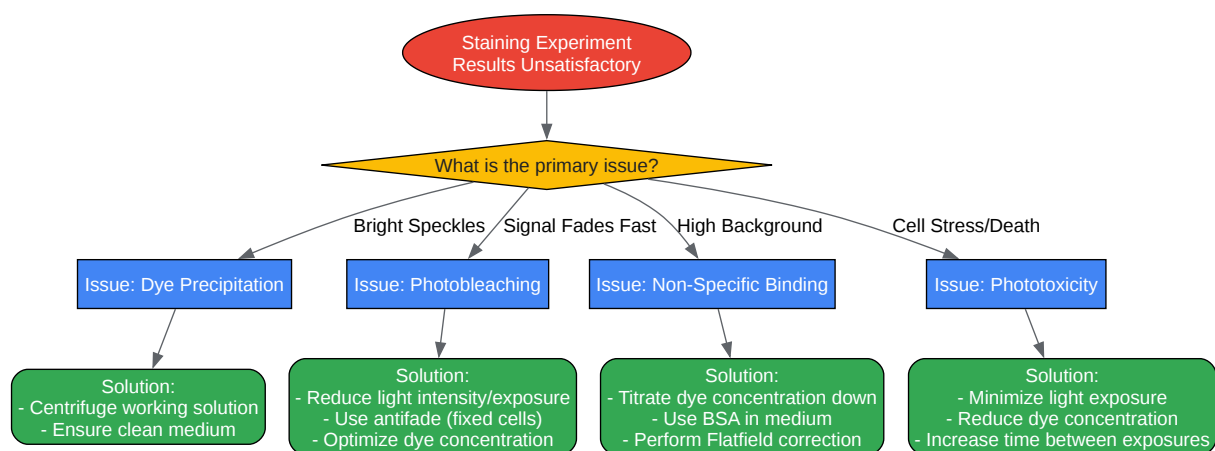 Staining Experiment
Results Unsatisfactory
What is the primary issue?
Bright Speckles
Signal Fades Fast
High Background
Cell Stress/Death
Issue: Dye Precipitation
Issue: Photobleaching
Issue: Non-Specific Binding
Issue: Phototoxicity
Solution:
- Centrifuge working solution
- Ensure clean medium
Solution:
- Reduce light intensity/exposure
- Use antifade (fixed cells)
- Optimize dye concentration
Solution:
- Titrate dye concentration down
- Use BSA in medium
- Perform Flatfield correction
Solution:
- Minimize light exposure
- Reduce dye concentration
- Increase time between exposures